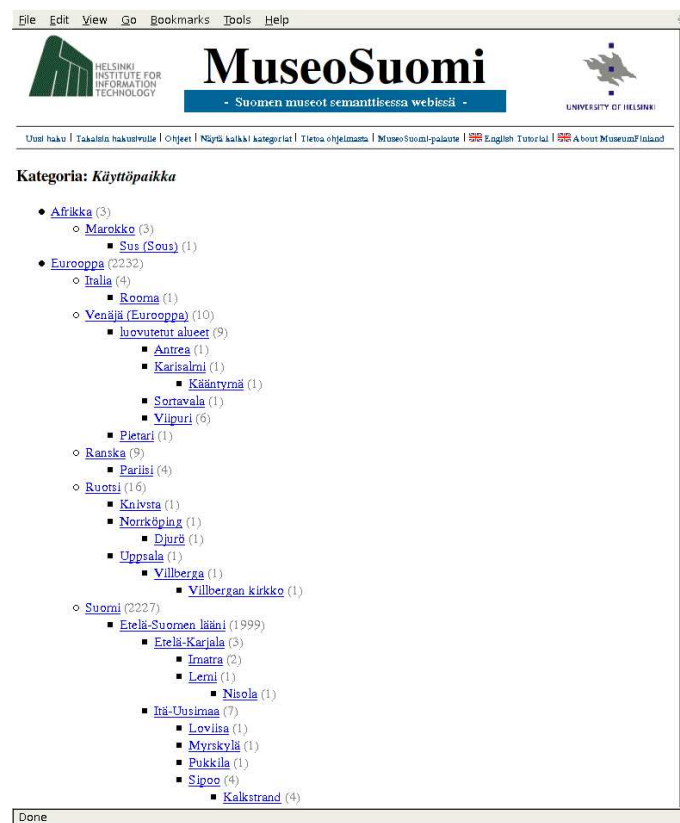 File Edit View Go Bookmarks Tools Help
HELSINKI
INSTITUTE FOR
INFORMATION
TECHNOLOGY
MuseoSuomi
- Suomen museot semanttisessa webissä -
UNIVERSITY OF HELSINKI
Uusi haku | Takaisin hakusivulle | Ohjeet | Näytä kaikki kategoriat | Tietoa ohjelmasta | MuseoSuomi-palaute | English Tutorial | About MuseumFinland
Kategoria: Käyttöpaikka
Afrikka (3)
Marokko (3)
Sus (Sous) (1)
Eurooppa (2232)
Italia (4)
Rooma (1)
Venäjä (Eurooppa) (10)
luovutetut alueet (9)
Antrea (1)
Karisalmi (1)
Kääntymä (1)
Sortavala (1)
Viipuri (6)
Pietari (1)
Ranska (9)
Pariisi (4)
Ruotsi (16)
Knivsta (1)
Norrköping (1)
Djurö (1)
Uppsala (1)
Villberga (1)
Villbergan kirkko (1)
Suomi (2227)
Etelä-Suomen lääni (1999)
Etelä-Karjala (3)
Imatra (2)
Lemi (1)
Nisola (1)
Itä-Uusimaa (7)
Loviisa (1)
Myrskylä (1)
Pukkila (1)
Sipoo (4)
Kalkstrand (4)
Done